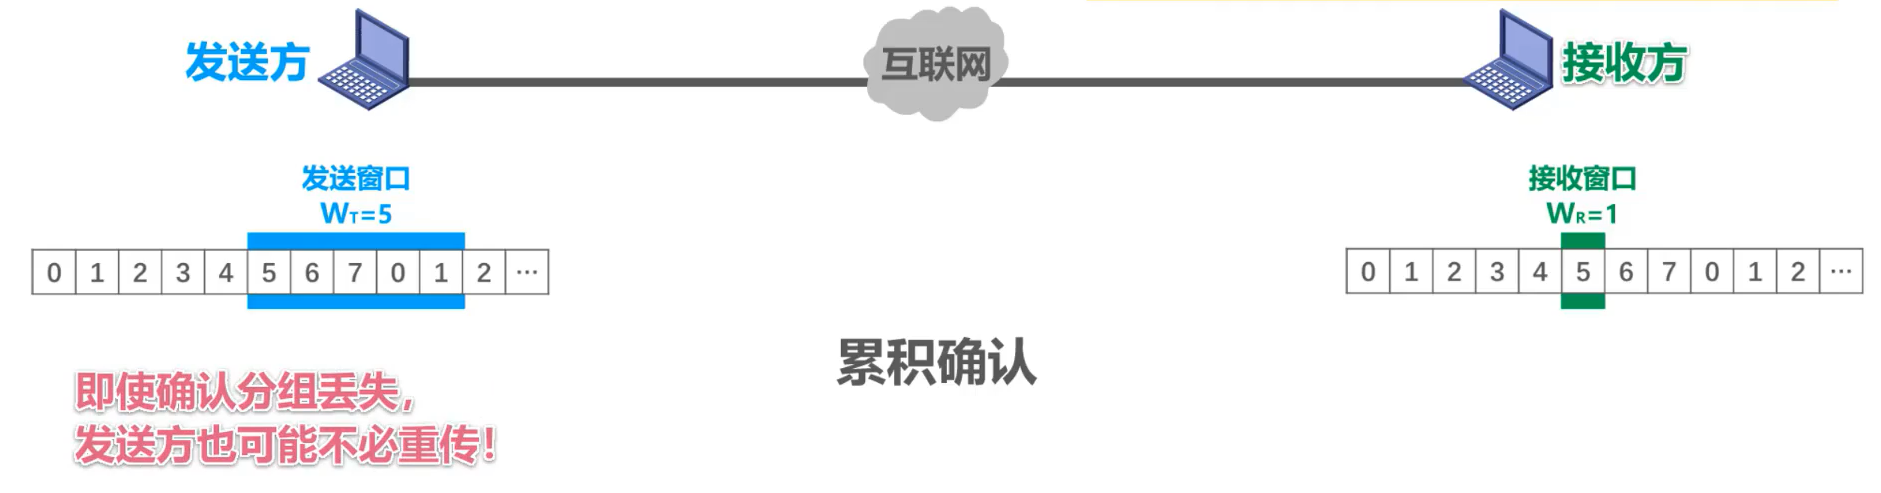 发送方
互联网
接收方
发送窗口
WT=5
接收窗口
WR=1
0 1 2 3 4 5 6 7 0 1 2 ···
0 1 2 3 4 5 6 7 0 1 2 ···
累积确认
即使确认分组丢失，
发送方也可能不必重传！